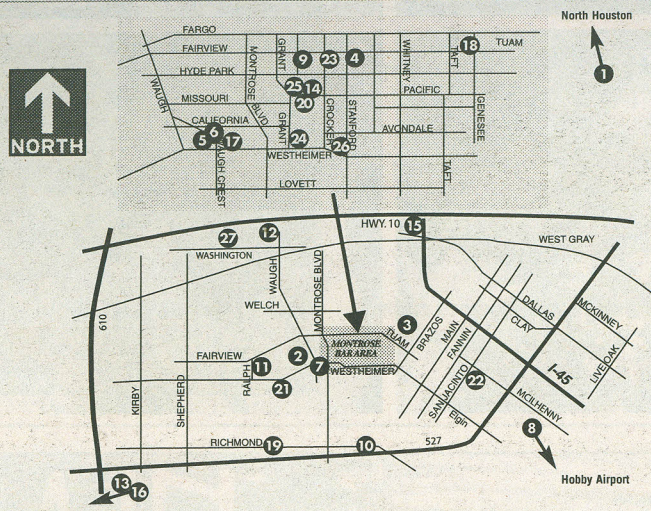 North Houston
1
NORTH
FARGO
TUAM
FAIRVIEW
HYDE PARK
MISSOURI
CALIFORNIA
PACIFIC
AVONDALE
WESTHEIMER
LOVETT
WAUGH
WAUGH CREST
MONTROSE BLVD
GRANT
GRANT
CROCKER
STANFORD
WHITNEY
TAFT
TAFT
GENESEE
9
23
4
18
25
14
20
6
5
17
24
26
HWY. 10
15
WEST GRAY
27
12
WASHINGTON
WAUGH
MONTROSE BLVD
WELCH
610
KIRBY
SHEPHERD
FAIRVIEW
RALPH
11
2
7
21
MONTROSE
BAR AREA
WESTHEIMER
TUAM
3
BRAZOS
MAIN
FANNIN
SAN JACINTO
22
Elgin
DALLAS
CLAY
MCKINNEY
LIVE OAK
I-45
MCILHENNY
RICHMOND
19
10
527
8
Hobby Airport
13
16